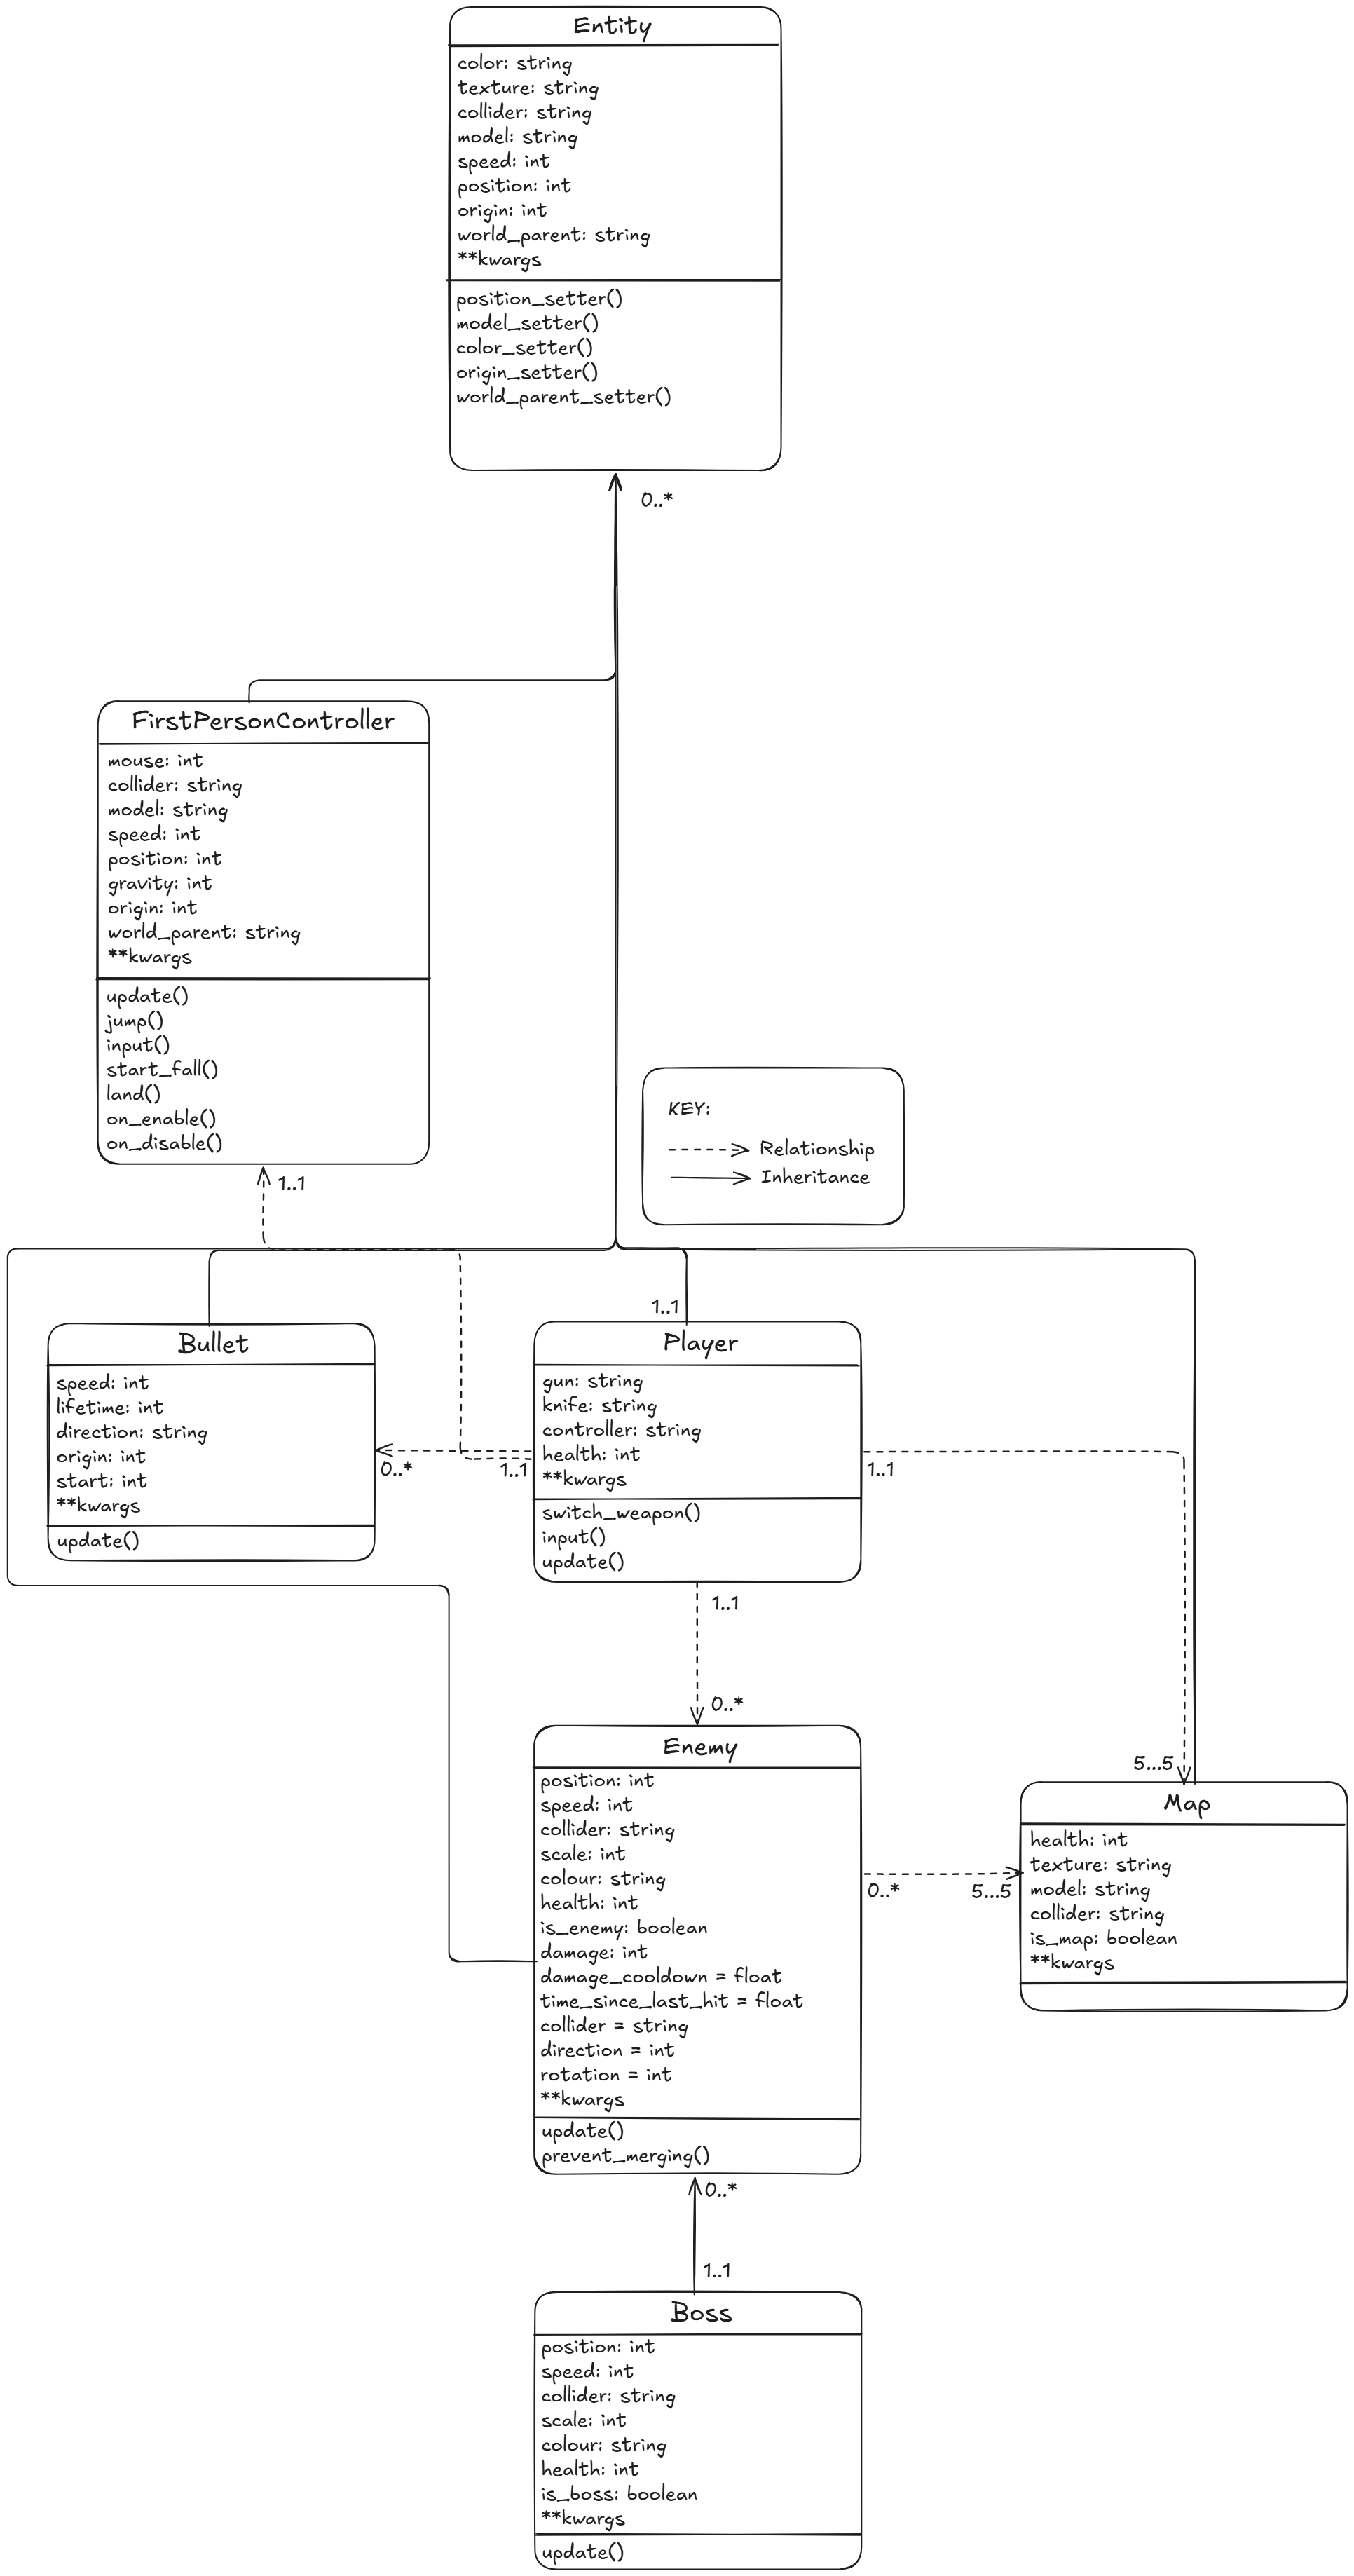 Entity
color: string
texture: string
collider: string
model: string
speed: int
position: int
origin: int
world_parent: string
**kwargs
position_setter()
model_setter()
color_setter()
origin_setter()
world_parent_setter()
0..*
FirstPersonController
mouse: int
collider: string
model: string
speed: int
position: int
gravity: int
origin: int
world_parent: string
**kwargs
update()
jump()
input()
start_fall()
land()
on_enable()
on_disable()
1..1
KEY:
Relationship
Inheritance
1..1
Bullet
speed: int
lifetime: int
direction: string
origin: int
start: int
**kwargs
update()
0..*
1..1
Player
gun: string
knife: string
controller: string
health: int
**kwargs
switch_weapon()
input()
update()
1..1
1..1
0..*
Enemy
position: int
speed: int
collider: string
scale: int
colour: string
health: int
is_enemy: boolean
damage: int
damage_cooldown = float
time_since_last_hit = float
collider = string
direction = int
rotation = int
**kwargs
update()
prevent_merging()
0..*
5...5
5...5
Map
health: int
texture: string
model: string
collider: string
is_map: boolean
**kwargs
0..*
1..1
Boss
position: int
speed: int
collider: string
scale: int
colour: string
health: int
is_boss: boolean
**kwargs
update()